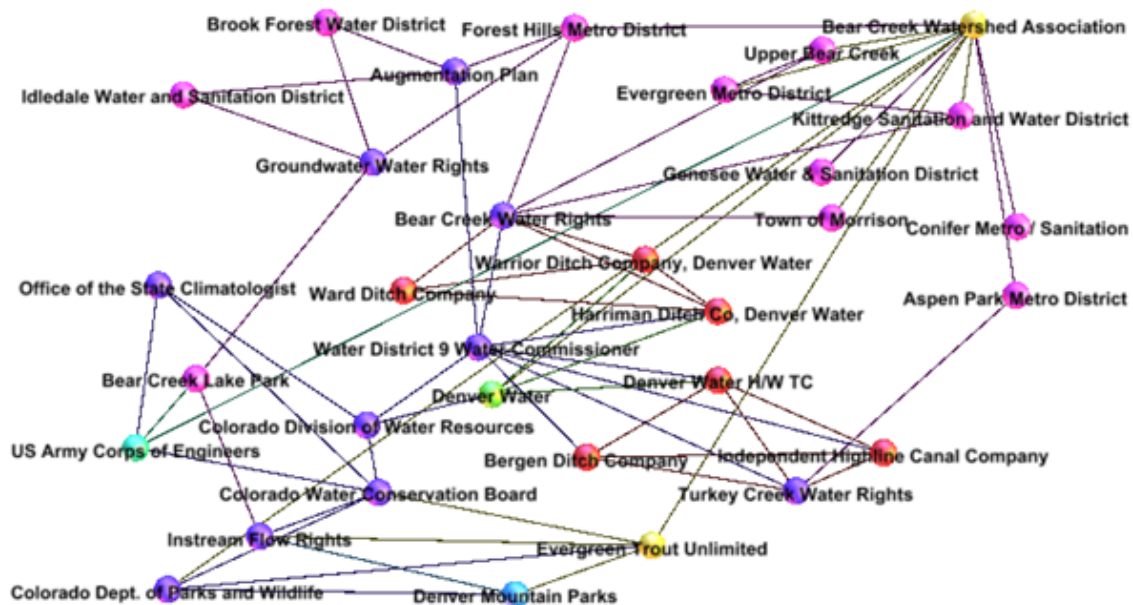 Brook Forest Water District
Forest Hills Metro District
Bear Creek Watershed Association
Upper Bear Creek
Augmentation Plan
Idledale Water and Sanitation District
Evergreen Metro District
Kittredge Sanitation and Water District
Groundwater Water Rights
Genesee Water & Sanitation District
Bear Creek Water Rights
Town of Morrison
Conifer Metro / Sanitation
Warrior Ditch Company, Denver Water
Office of the State Climatologist
Ward Ditch Company
Aspen Park Metro District
Harriman Ditch Co, Denver Water
Water District 9 Water Commissioner
Bear Creek Lake Park
Denver Water H/W TC
Denver Water
Colorado Division of Water Resources
US Army Corps of Engineers
Bergen Ditch Company
Independent Highline Canal Company
Colorado Water Conservation Board
Turkey Creek Water Rights
Instream Flow Rights
Evergreen Trout Unlimited
Colorado Dept. of Parks and Wildlife
Denver Mountain Parks